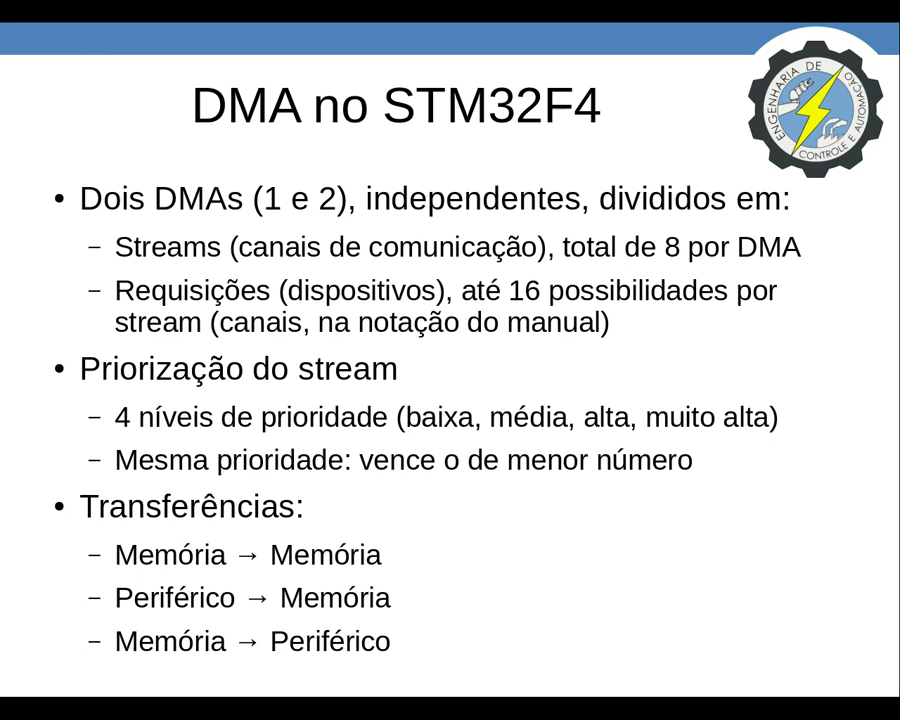 DMA no STM32F4
ENGENHARIA DE
CONTROLE E AUTOMAÇÃO
• Dois DMAs (1 e 2), independentes, divididos em:
– Streams (canais de comunicação), total de 8 por DMA
– Requisições (dispositivos), até 16 possibilidades por
stream (canais, na notação do manual)
• Priorização do stream
– 4 níveis de prioridade (baixa, média, alta, muito alta)
– Mesma prioridade: vence o de menor número
• Transferências:
– Memória → Memória
– Periférico → Memória
– Memória → Periférico